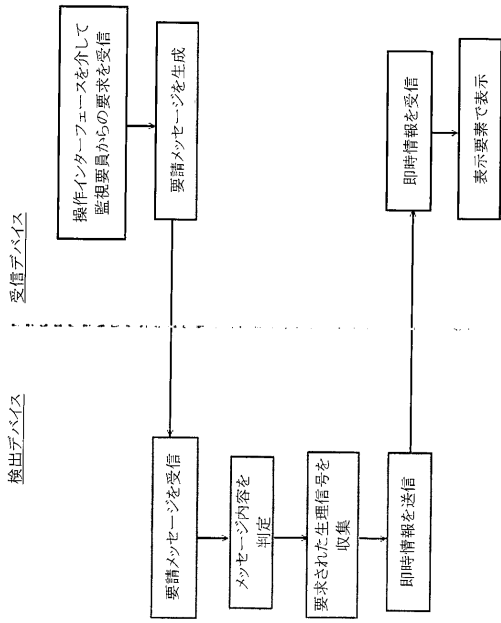 検出デバイス
受信デバイス
操作インターフェースを介して
監視要員からの要求を受信
要請メッセージを生成
要請メッセージを受信
メッセージ内容を
判定
要求された生理信号を
収集
即時情報を送信
即時情報を受信
表示要素で表示